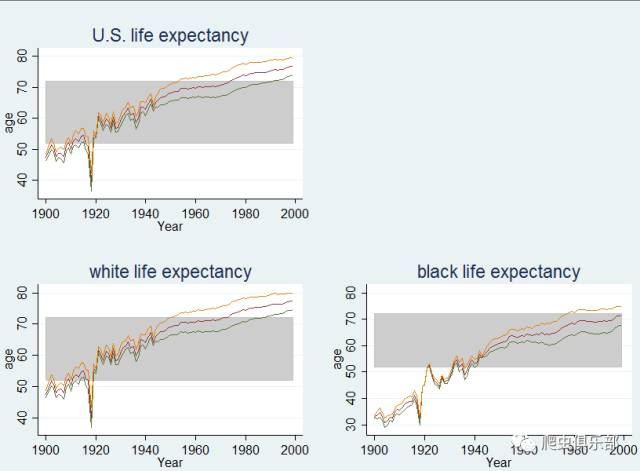 U.S. life expectancy
80
70
60
50
40
age
1900 1920 1940 1960 1980 2000
Year
white life expectancy
80
70
60
50
40
age
1900 1920 1940 1960 1980 2000
Year
black life expectancy
80
70
60
50
40
30
age
1900 1920 1940 1960 1980 2000
Year
爬虫俱乐部